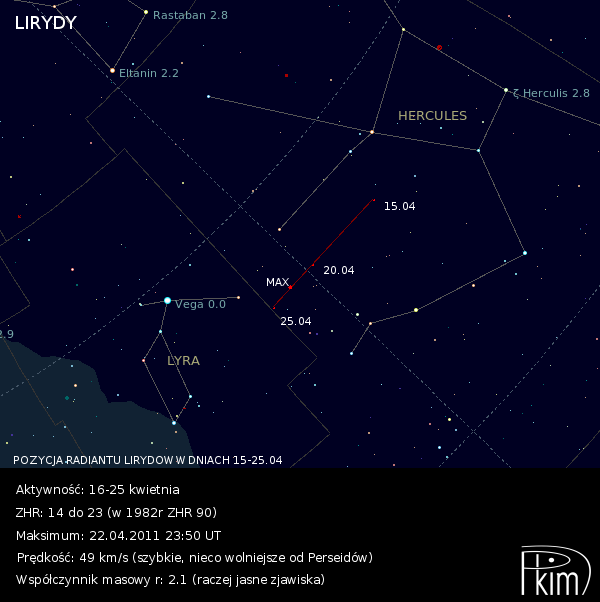 LIRYDY
Rastaban 2.8
Eltanin 2.2
ζ Herculis 2.8
HERCULES
15.04
20.04
MAX
Vega 0.0
25.04
2.9
LYRA
POZYCJA RADIANTU LIRYDOW W DNIACH 15-25.04
Aktywność: 16-25 kwietnia
ZHR: 14 do 23 (w 1982r ZHR 90)
Maksimum: 22.04.2011 23:50 UT
Prędkość: 49 km/s (szybkie, nieco wolniejsze od Perseidów)
Współczynnik masowy r: 2.1 (raczej jasne zjawiska)
PkiM